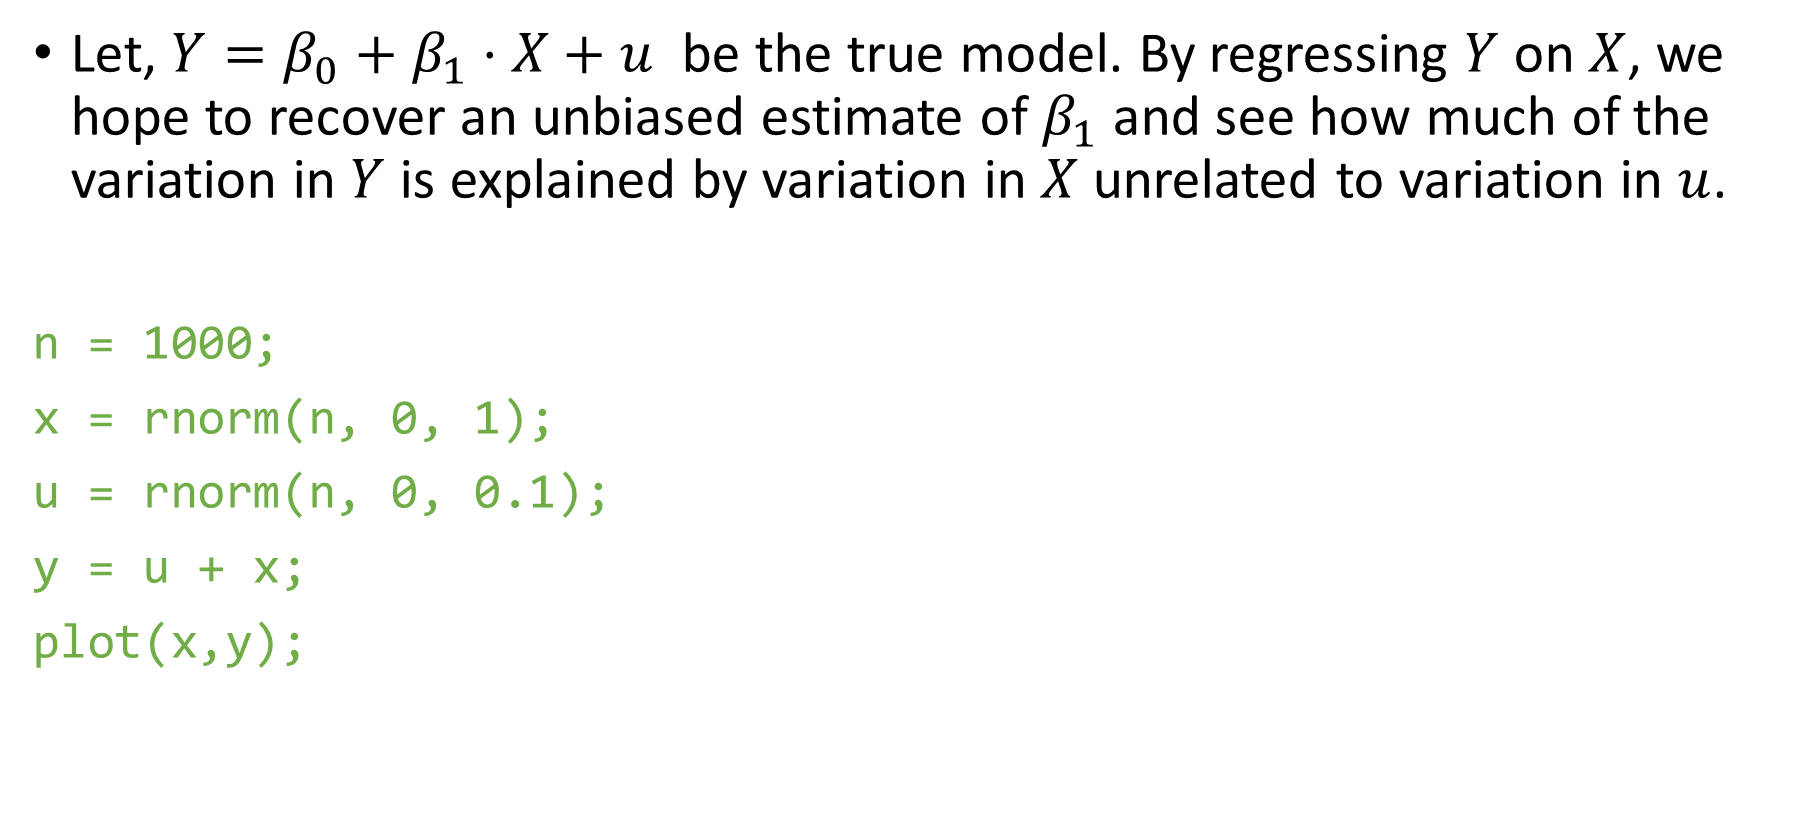 • Let, 𝑌 = 𝛽₀ + 𝛽₁ · 𝑋 + 𝑢 be the true model. By regressing 𝑌 on 𝑋, we
hope to recover an unbiased estimate of 𝛽₁ and see how much of the
variation in 𝑌 is explained by variation in 𝑋 unrelated to variation in 𝑢.
n = 1000;
x = rnorm(n, 0, 1);
u = rnorm(n, 0, 0.1);
y = u + x;
plot(x,y);